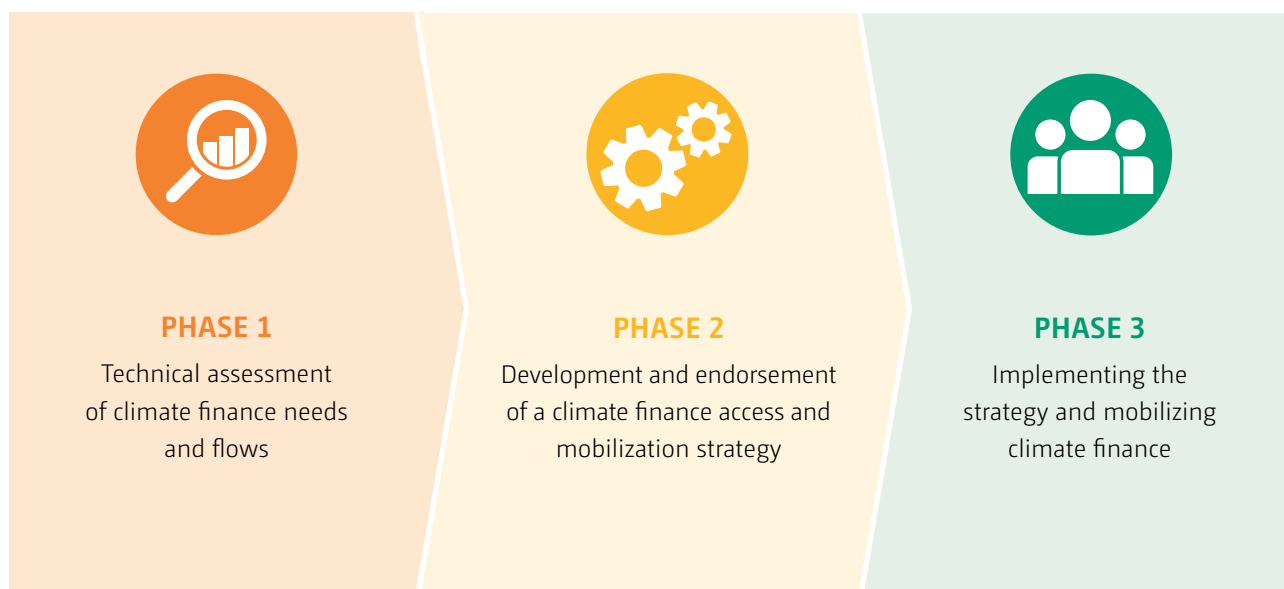 PHASE 1
Technical assessment
of climate finance needs
and flows
PHASE 2
Development and endorsement
of a climate finance access and
mobilization strategy
PHASE 3
Implementing the
strategy and mobilizing
climate finance